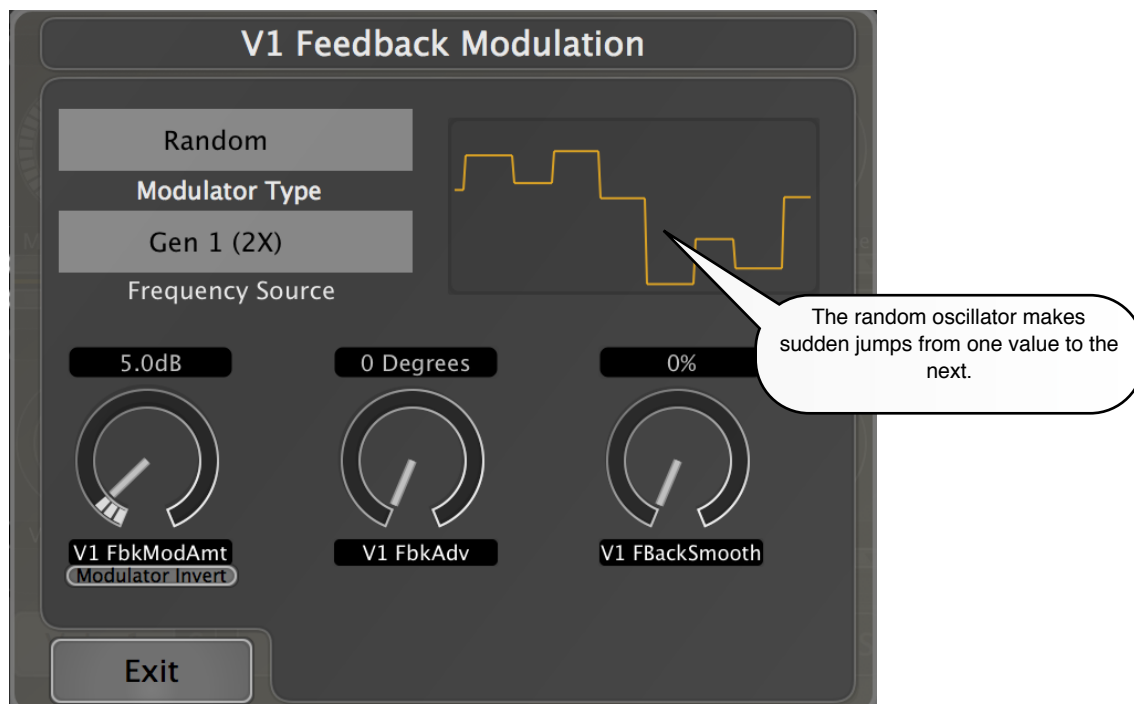 V1 Feedback Modulation
Random
Modulator Type
Gen 1 (2X)
Frequency Source
The random oscillator makes
sudden jumps from one value to the
next.
5.0dB
0 Degrees
0%
V1 FbkModAmt
V1 FbkAdv
V1 FBackSmooth
Modulator Invert
Exit